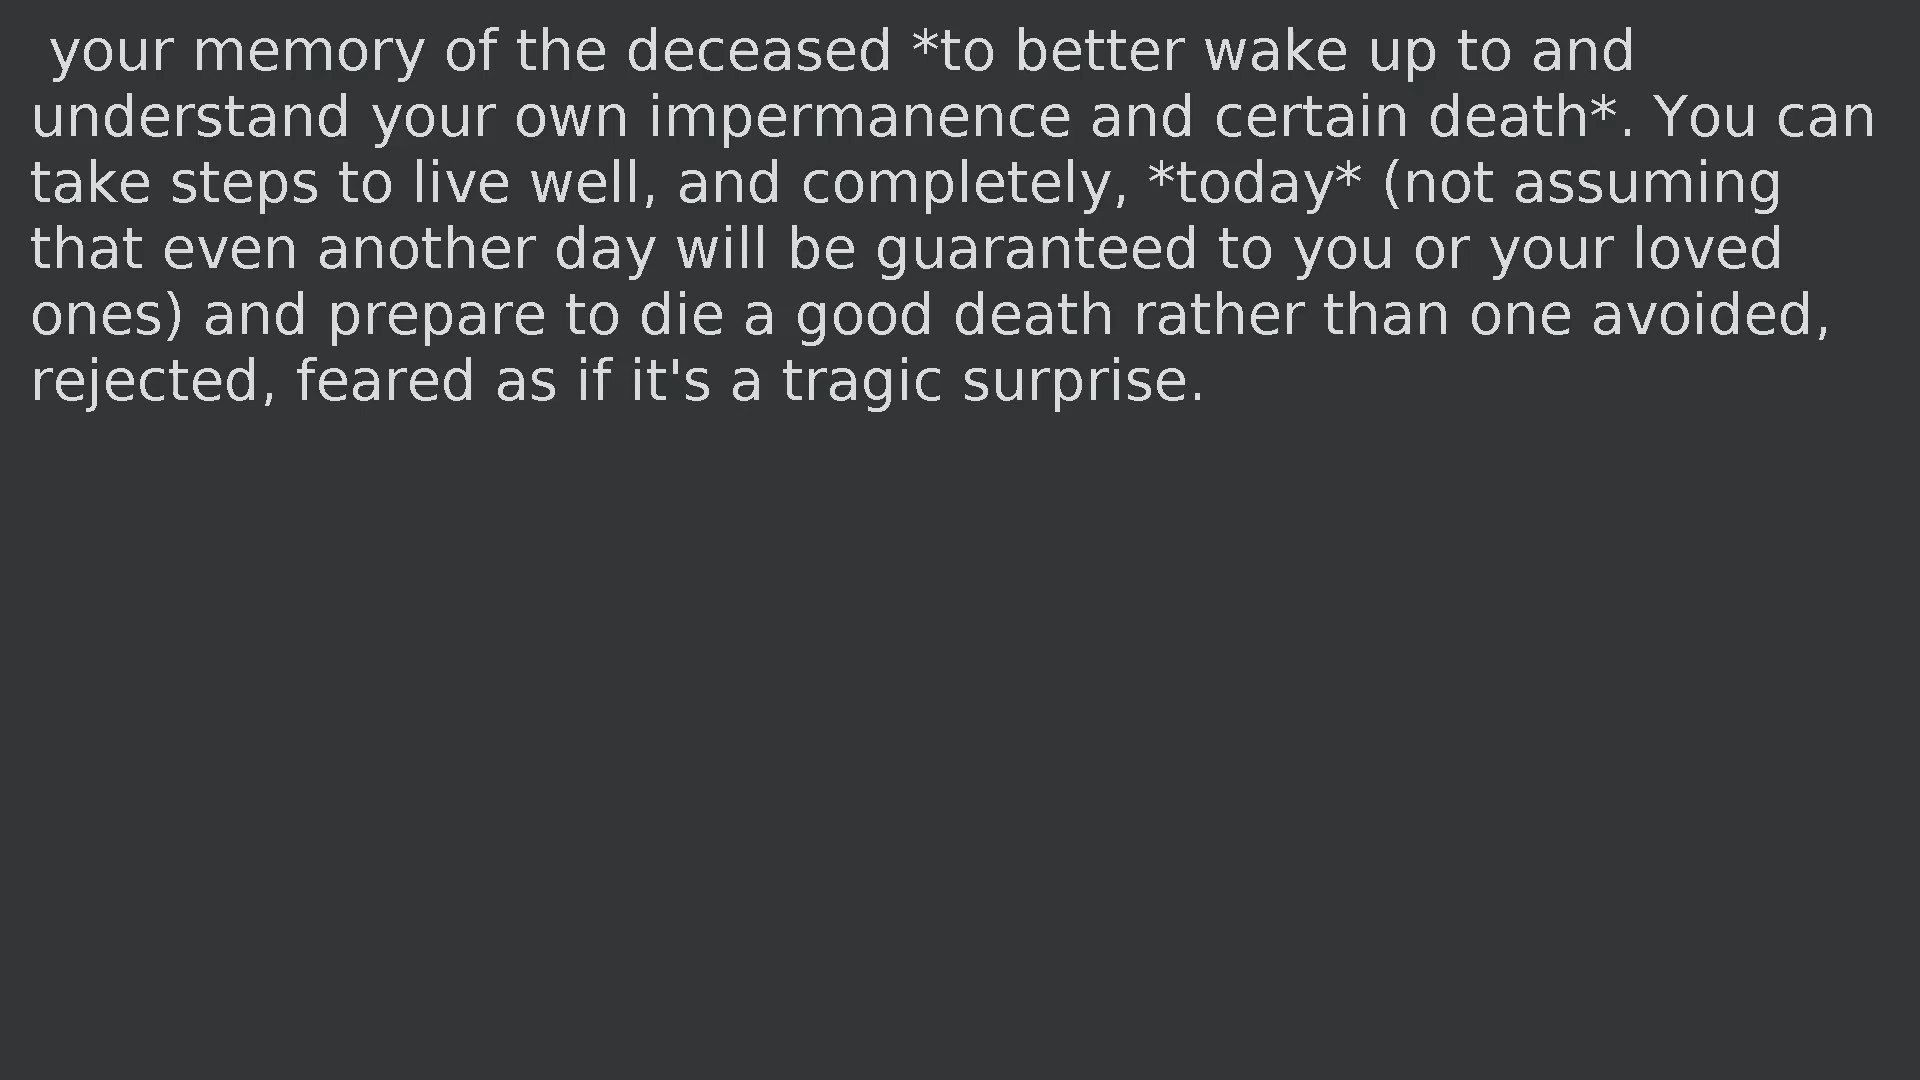 your memory of the deceased *to better wake up to and
understand your own impermanence and certain death*. You can
take steps to live well, and completely, *today* (not assuming
that even another day will be guaranteed to you or your loved
ones) and prepare to die a good death rather than one avoided,
rejected, feared as if it's a tragic surprise.